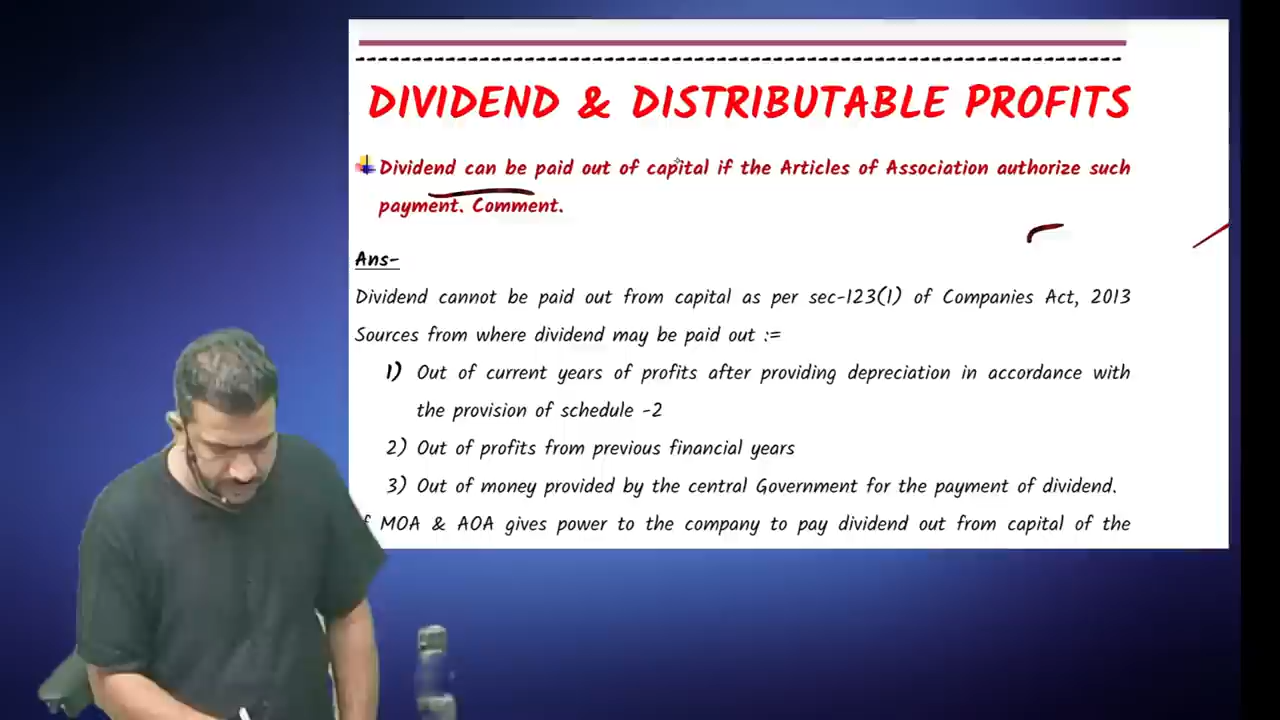 DIVIDEND & DISTRIBUTABLE PROFITS
Dividend can be paid out of capital if the Articles of Association authorize such
payment. Comment.
Ans-
Dividend cannot be paid out from capital as per sec-123(1) of Companies Act, 2013
Sources from where dividend may be paid out :=
1) Out of current years of profits after providing depreciation in accordance with
the provision of schedule -2
2) Out of profits from previous financial years
3) Out of money provided by the central Government for the payment of dividend.
MOA & AOA gives power to the company to pay dividend out from capital of the